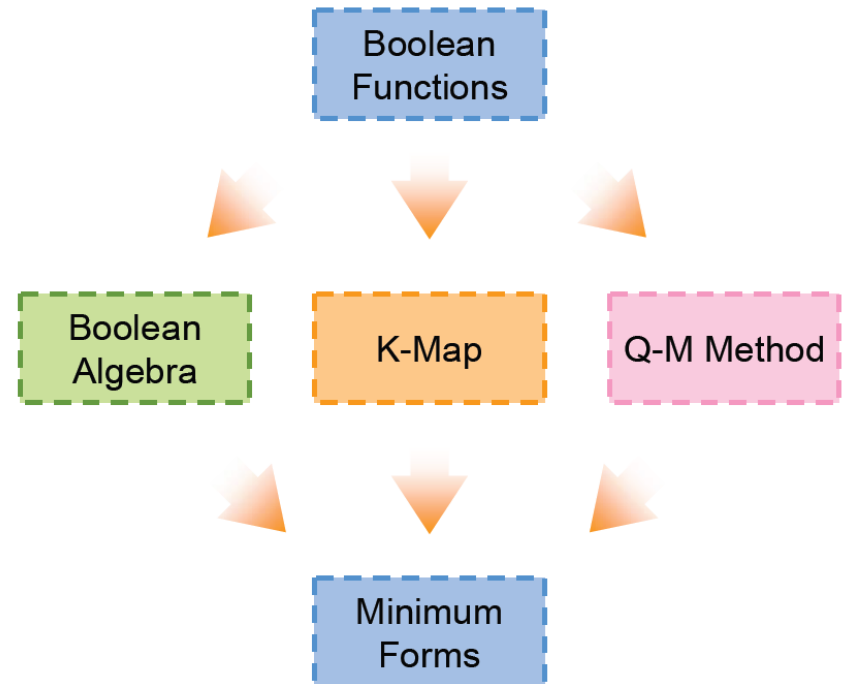 Boolean
Functions
Boolean
Algebra
K-Map
Q-M Method
Minimum
Forms